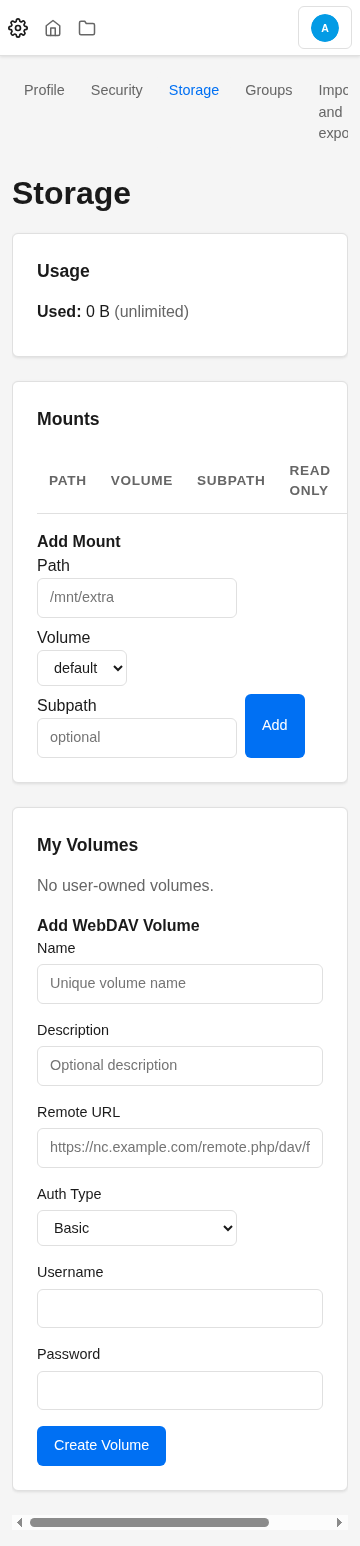 A
Profile Security Storage Groups
and
Storage
Usage
Used: 0 B (unlimited)
Mounts
PATH VOLUME SUBPATH READ ONLY
Add Mount
Path
/mnt/extra
Volume
default
Subpath
optional
Add
My Volumes
No user-owned volumes.
Add WebDAV Volume
Name
Unique volume name
Description
Optional description
Remote URL
https://nc.example.com/remote.php/dav/f
Auth Type
Basic
Username
Password
Create Volume